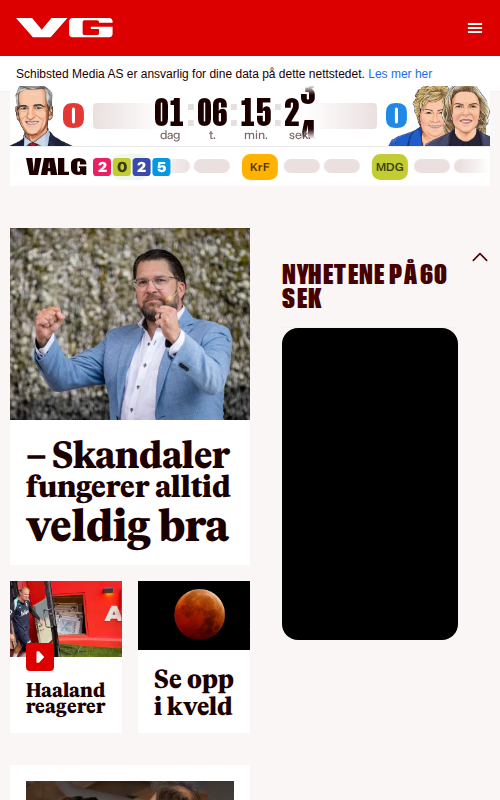 VG
Schibsted Media AS er ansvarlig for dine data på dette nettstedet. Les mer her
0
01 : 06 : 15 :
dag t. min. sek.
0
VALG 2025
KrF
MDG
NYHETENE PÅ 60
SEK
– Skandaler
fungerer alltid
veldig bra
Haaland
reagerer
Se opp
i kveld